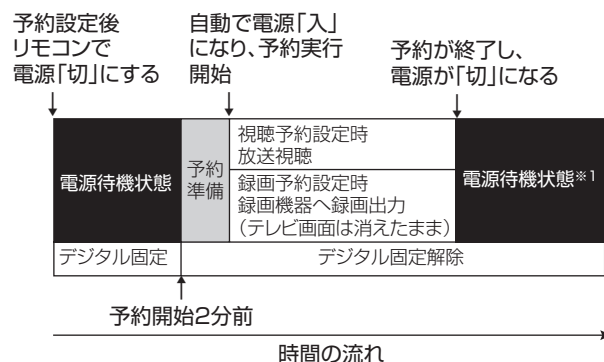 予約設定後
リモコンで
電源「切」にする
自動で電源「入」
になり、予約実行
開始
予約が終了し、
電源が「切」になる
電源待機状態
予約
準備
視聴予約設定時
放送視聴
録画予約設定時
録画機器へ録画出力
(テレビ画面は消えたまま)
電源待機状態※1
デジタル固定
デジタル固定解除
予約開始2分前
時間の流れ